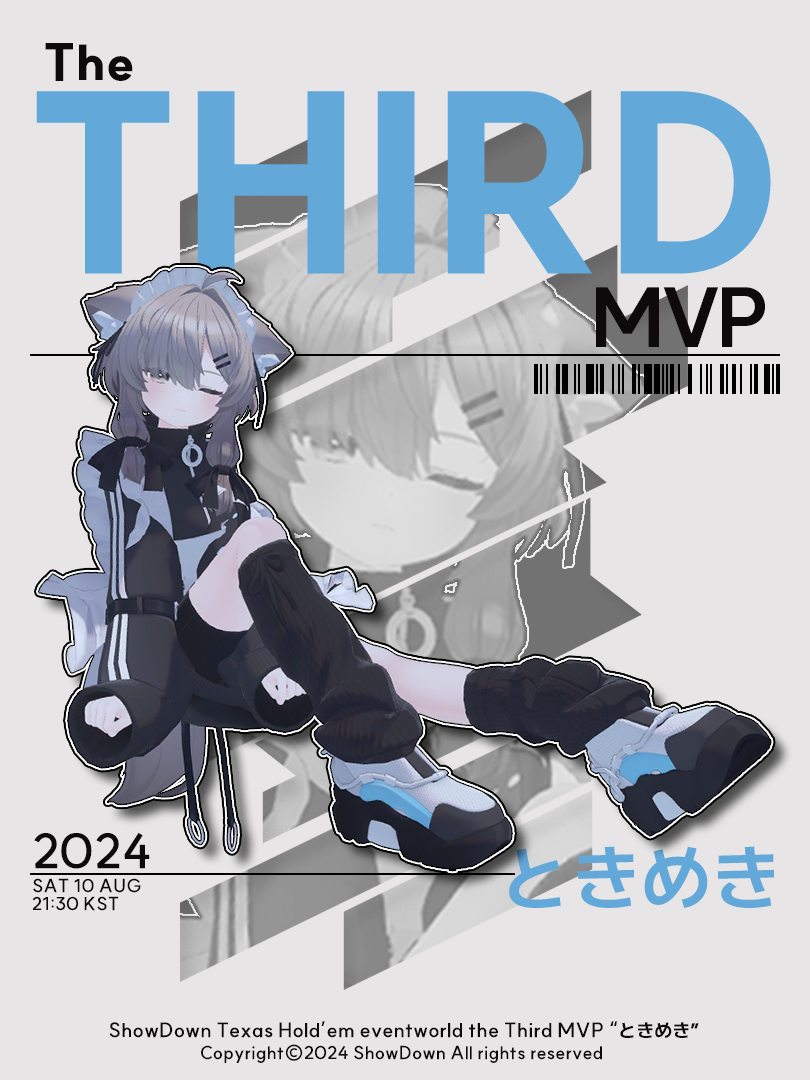 The
THIRD
MVP
2024
SAT 10 AUG
21:30 KST
ときめき
ShowDown Texas Hold'em eventworld the Third MVP “ときめき”
Copyright©2024 ShowDown All rights reserved